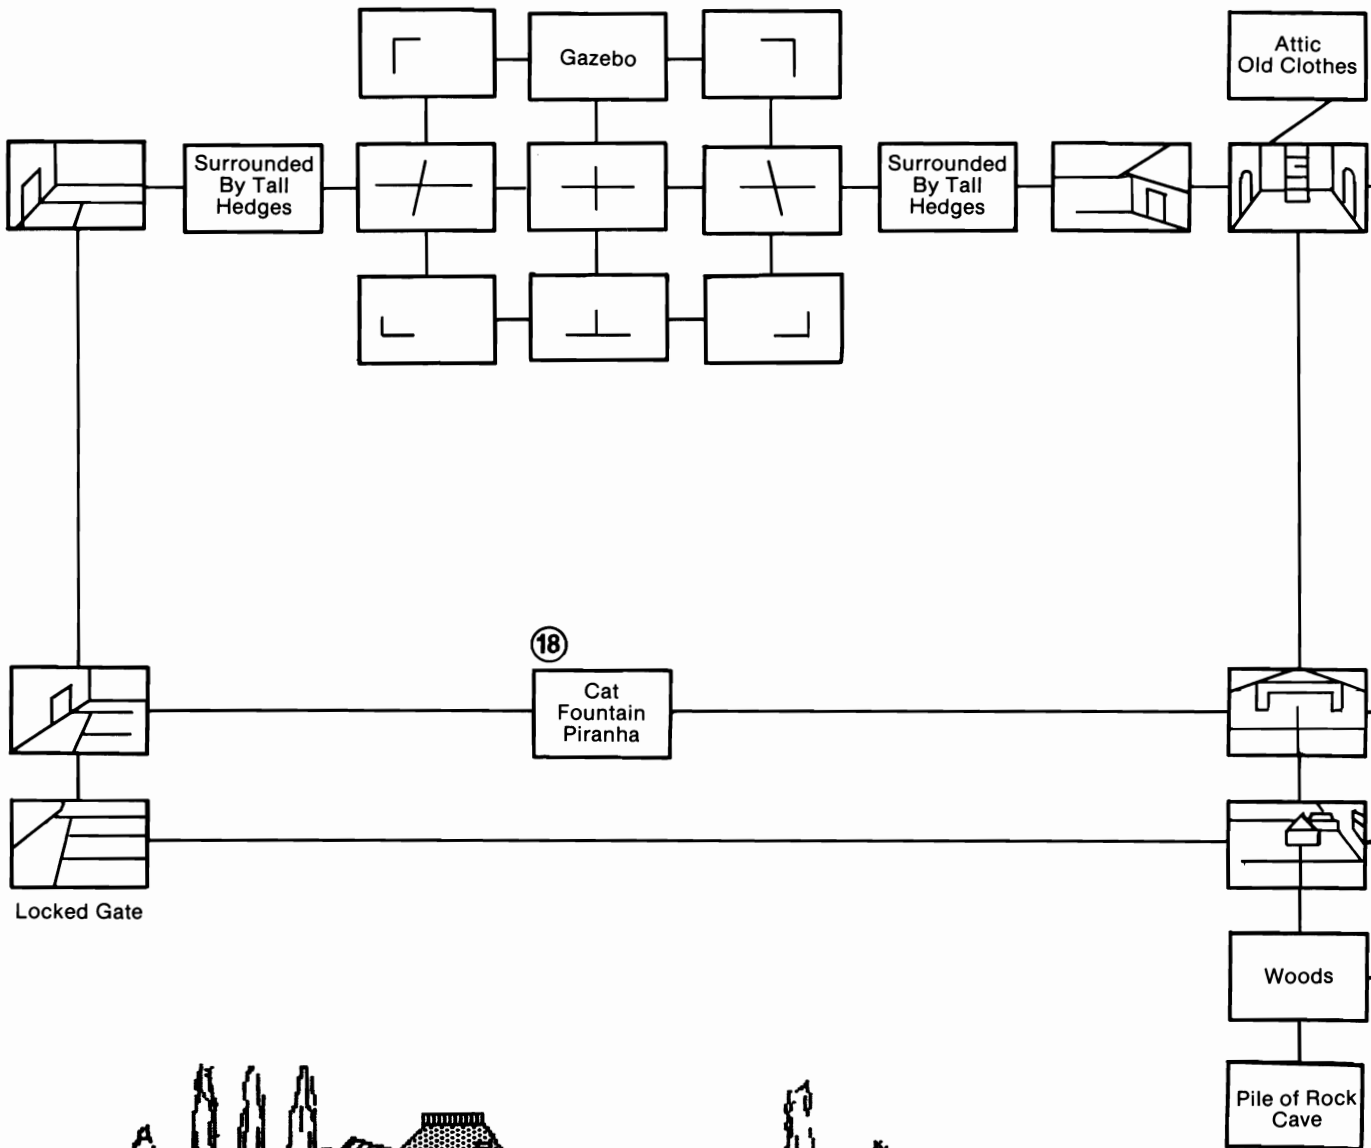 Gazebo
Attic
Old Clothes
Surrounded
By Tall
Hedges
Surrounded
By Tall
Hedges
18
Cat
Fountain
Piranha
Locked Gate
Woods
Pile of Rock
Cave